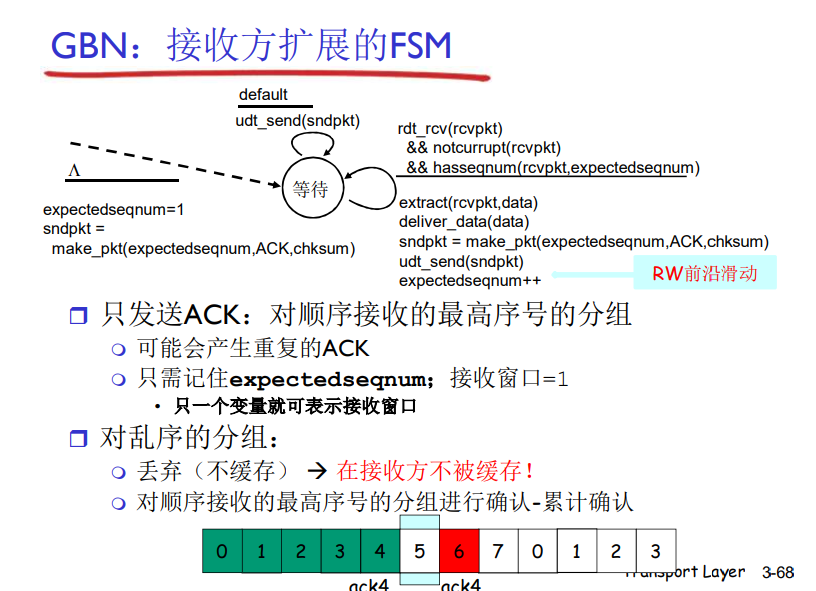 GBN：接收方扩展的FSM
default
udt_send(sndpkt)
rdt_rcv(rcvpkt)
&& notcurrupt(rcvpkt)
&& hasseqnum(rcvpkt,expectedseqnum)
Λ
等待
expectedseqnum=1
sndpkt =
make_pkt(expectedseqnum,ACK,chksum)
extract(rcvpkt,data)
deliver_data(data)
sndpkt = make_pkt(expectedseqnum,ACK,chksum)
udt_send(sndpkt)
expectedseqnum++
RW前沿滑动
只发送ACK：对顺序接收的最高序号的分组
可能会产生重复的ACK
只需记住expectedseqnum；接收窗口=1
• 只一个变量就可表示接收窗口
对乱序的分组：
丢弃（不缓存） → 在接收方不被缓存！
对顺序接收的最高序号的分组进行确认-累计确认
0 1 2 3 4 5 6 7 0 1 2 3
ack4 ack4
Transport Layer 3-68